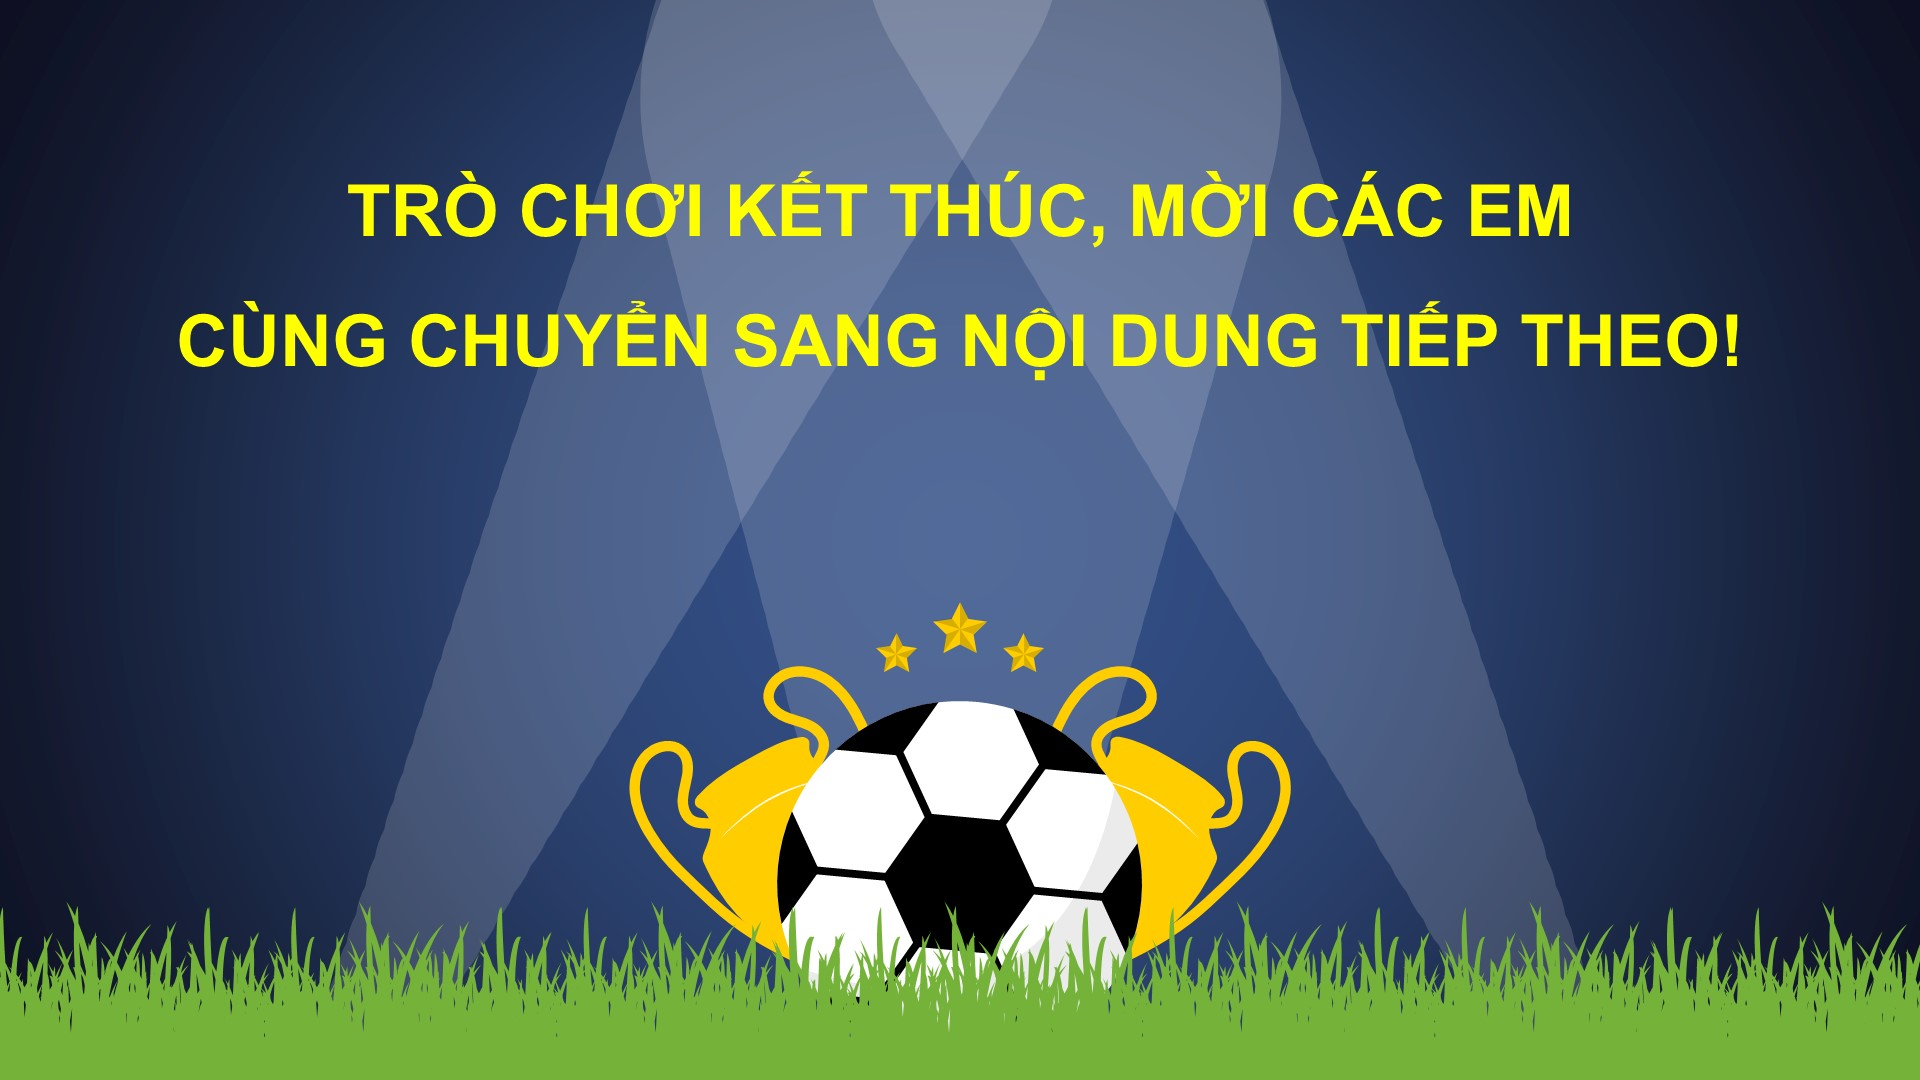 TRÒ CHƠI KẾT THÚC, MỜI CÁC EM
CÙNG CHUYỂN SANG NỘI DUNG TIẾP THEO!